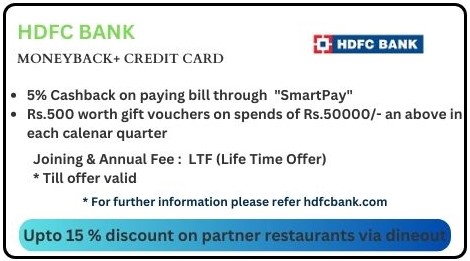 HDFC BANK
HDFC BANK
MONEYBACK+ CREDIT CARD
• 5% Cashback on paying bill through "SmartPay"
• Rs.500 worth gift vouchers on spends of Rs.50000/- an above in
each calenar quarter
Joining & Annual Fee : LTF (Life Time Offer)
* Till offer valid
* For further information please refer hdfcbank.com
Upto 15 % discount on partner restaurants via dineout